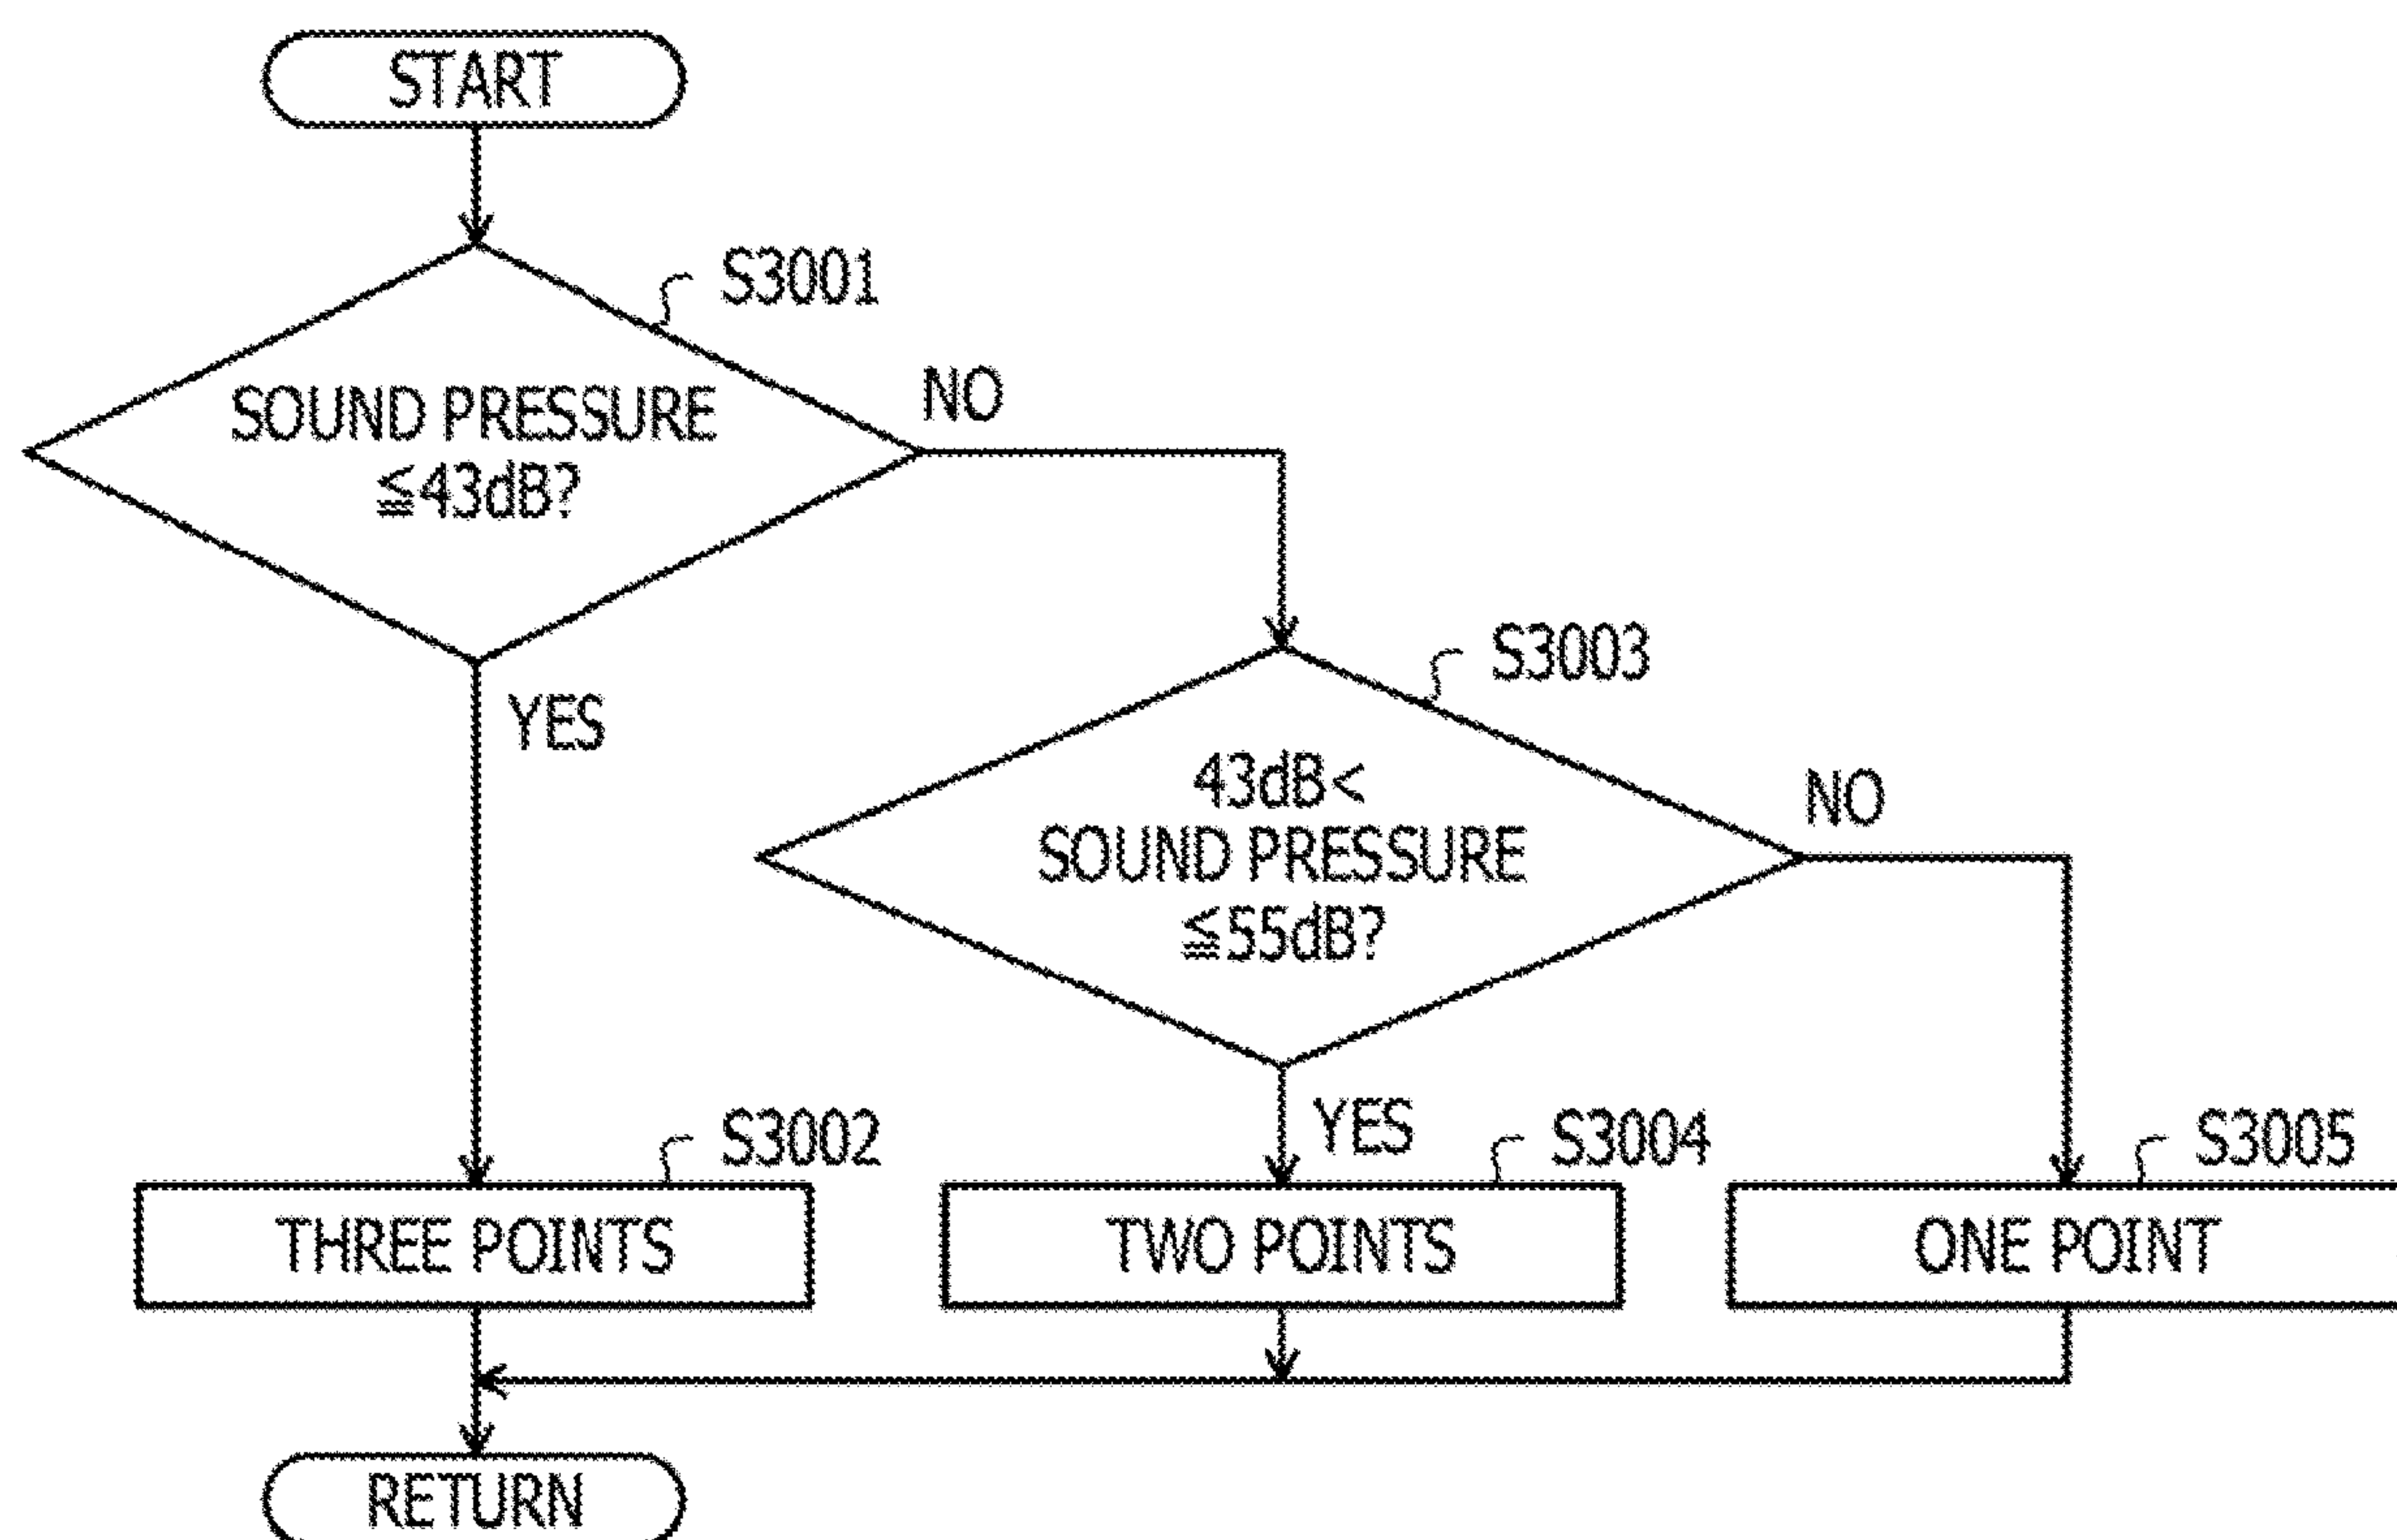 START
S3001
SOUND PRESSURE
≦43dB?
NO
YES
S3003
43dB<
SOUND PRESSURE
≦55dB?
NO
YES
S3002
THREE POINTS
S3004
TWO POINTS
S3005
ONE POINT
RETURN